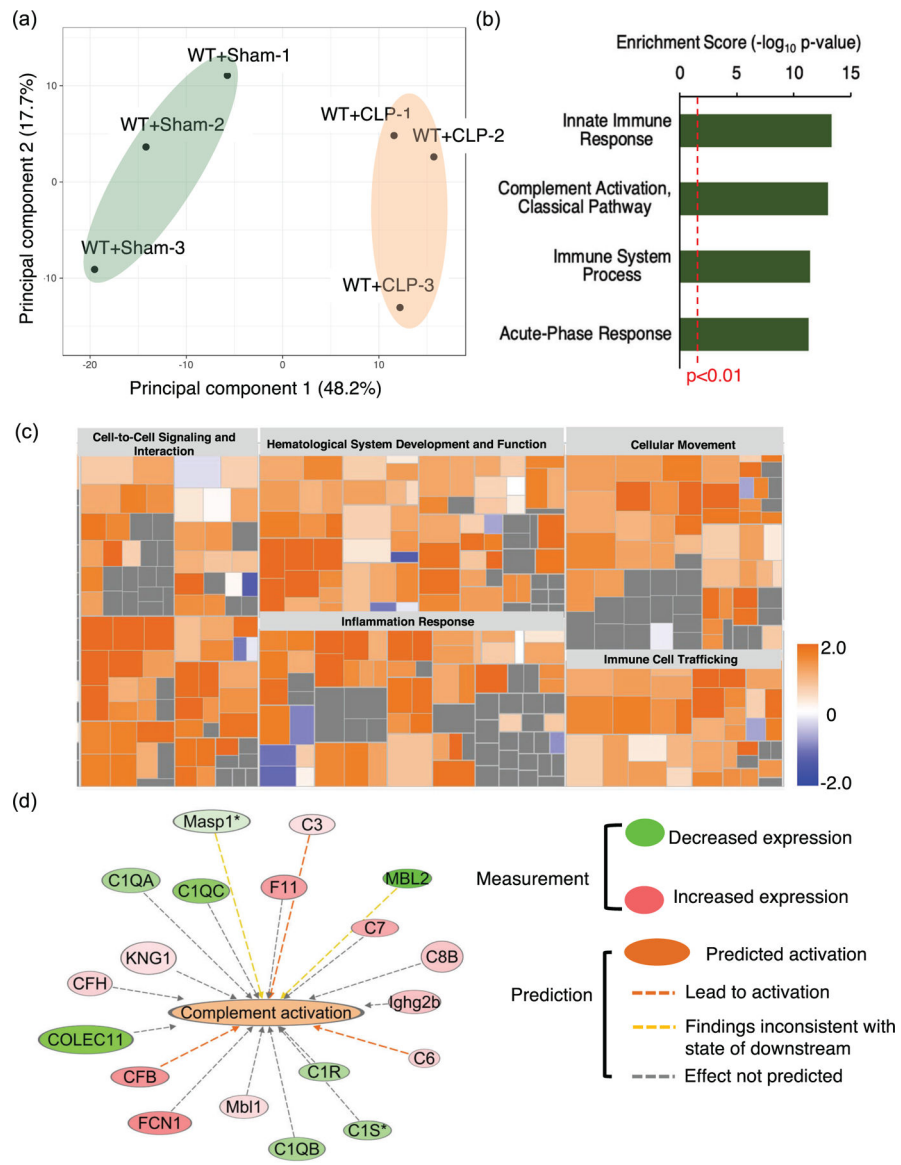 (a)
WT+Sham-1
WT+Sham-2
WT+Sham-3
WT+CLP-1
WT+CLP-2
WT+CLP-3
10
0
-10
-20
-10
0
10
Principal component 2 (17.7%)
Principal component 1 (48.2%)
(b)
Enrichment Score (-log10 p-value)
0 5 10 15
Innate Immune
Response
Complement Activation,
Classical Pathway
Immune System
Process
Acute-Phase Response
p<0.01
(c)
Cell-to-Cell Signaling and
Interaction
Hematological System Development and Function
Cellular Movement
Inflammation Response
Immune Cell Trafficking
2.0
0
-2.0
(d)
Masp1*
C3
C1QA
C1QC
F11
MBL2
C7
KNG1
C8B
CFH
Ighg2b
Complement activation
COLEC11
C6
CFB
C1R
Mbl1
FCN1
C1S*
C1QB
Measurement
Decreased expression
Increased expression
Prediction
Predicted activation
Lead to activation
Findings inconsistent with
state of downstream
Effect not predicted